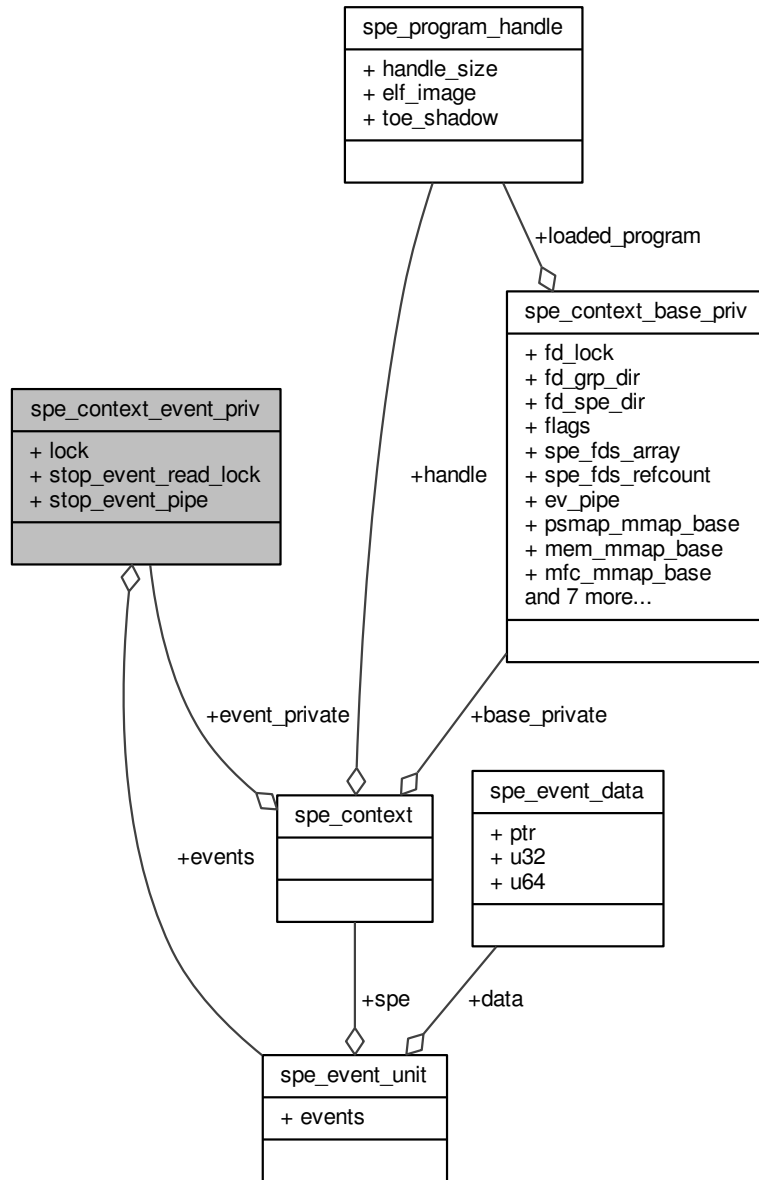 spe_program_handle
+ handle_size
+ elf_image
+ toe_shadow
+loaded_program
spe_context_base_priv
+ fd_lock
+ fd_grp_dir
+ fd_spe_dir
+ flags
+ spe_fds_array
+ spe_fds_refcount
+ ev_pipe
+ psmap_mmap_base
+ mem_mmap_base
+ mfc_mmap_base
and 7 more...
spe_context_event_priv
+ lock
+ stop_event_read_lock
+ stop_event_pipe
+handle
+event_private
+base_private
spe_context
spe_event_data
+ ptr
+ u32
+ u64
+events
+spe
+data
spe_event_unit
+ events